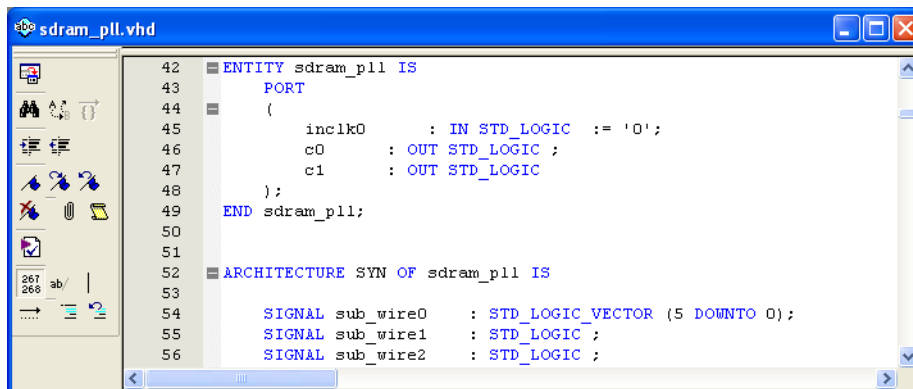 sdram_pll.vhd
42 ENTITY sdram_pll IS
43 PORT
44 (
45 inclk0 : IN STD_LOGIC := '0';
46 c0 : OUT STD_LOGIC ;
47 c1 : OUT STD_LOGIC
48 );
49 END sdram_pll;
50
51
52 ARCHITECTURE SYN OF sdram_pll IS
53
54 SIGNAL sub_wire0 : STD_LOGIC_VECTOR (5 DOWNTO 0);
55 SIGNAL sub_wire1 : STD_LOGIC ;
56 SIGNAL sub_wire2 : STD_LOGIC ;
267
268 ab/